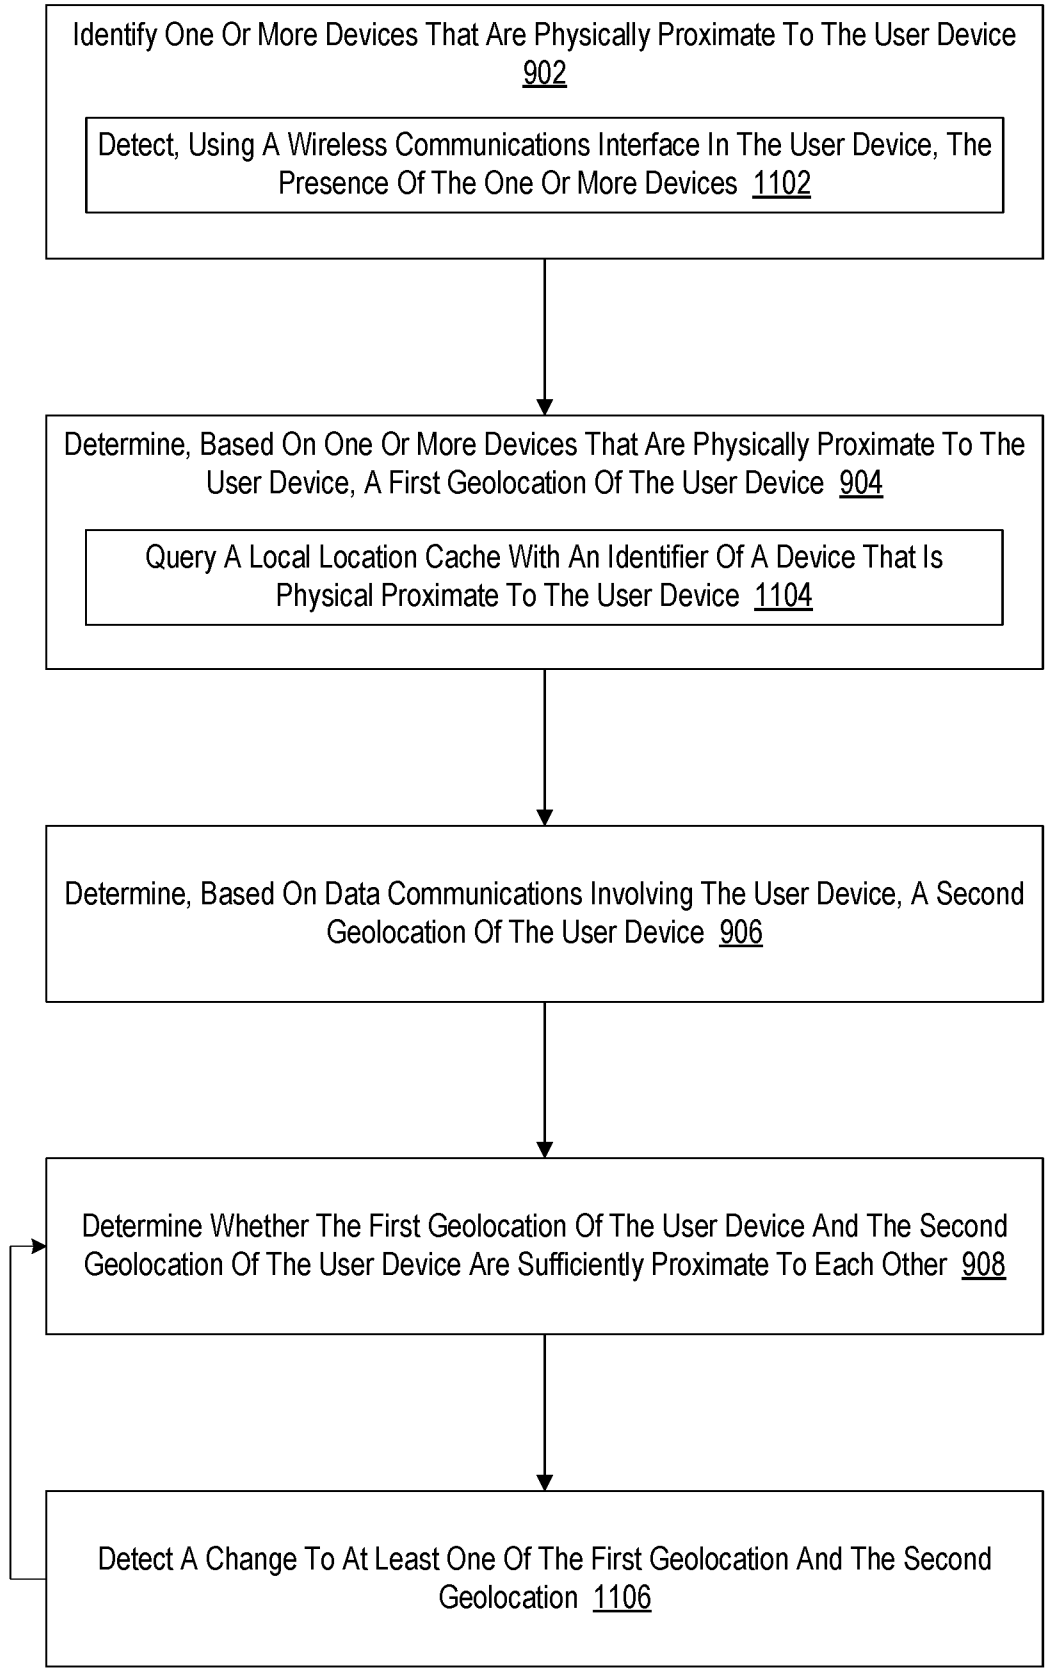 Identify One Or More Devices That Are Physically Proximate To The User Device
902
Detect, Using A Wireless Communications Interface In The User Device, The
Presence Of The One Or More Devices 1102
Determine, Based On One Or More Devices That Are Physically Proximate To The
User Device, A First Geolocation Of The User Device 904
Query A Local Location Cache With An Identifier Of A Device That Is
Physical Proximate To The User Device 1104
Determine, Based On Data Communications Involving The User Device, A Second
Geolocation Of The User Device 906
Determine Whether The First Geolocation Of The User Device And The Second
Geolocation Of The User Device Are Sufficiently Proximate To Each Other 908
Detect A Change To At Least One Of The First Geolocation And The Second
Geolocation 1106